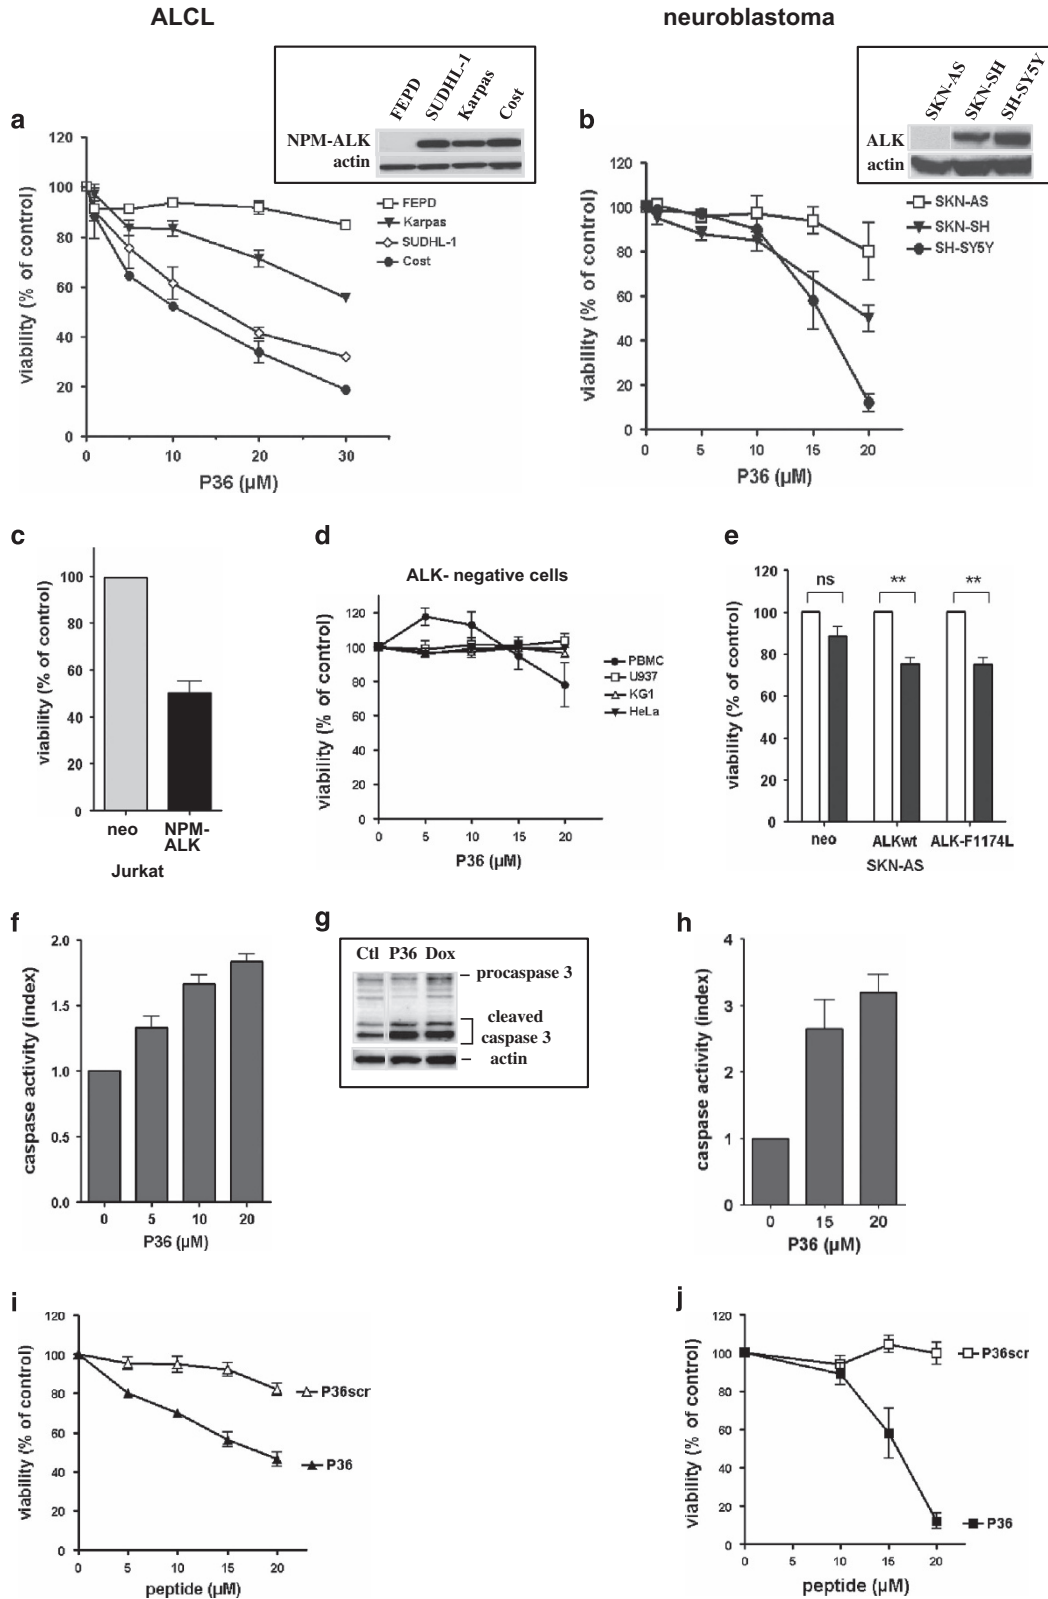 ALCL
neuroblastoma
a
FEPD
SUDHL-1
Karpas
Cost
NPM-ALK
actin
120
100
80
60
40
20
0
viability (% of control)
0 10 20 30
P36 (µM)
FEPD
Karpas
SUDHL-1
Cost
b
SKN-AS
SKN-SH
SH-SY5Y
ALK
actin
120
100
80
60
40
20
0
viability (% of control)
0 5 10 15 20
P36 (µM)
SKN-AS
SKN-SH
SH-SY5Y
c
100
80
60
40
20
0
viability (% of control)
neo
NPM-
ALK
Jurkat
d
ALK- negative cells
120
100
80
60
40
20
0
viability (% of control)
0 5 10 15 20
P36 (µM)
PBMC
U937
KG1
HeLa
e
120
100
80
60
40
20
0
viability (% of control)
ns
**
**
neo ALKwt ALK-F1174L
SKN-AS
f
2.0
1.5
1.0
0.5
0.0
caspase activity (index)
0 5 10 20
P36 (µM)
g
Ctl P36 Dox
procaspase 3
cleaved
caspase 3
actin
h
4
3
2
1
0
caspase activity (index)
0 15 20
P36 (µM)
i
120
100
80
60
40
20
0
viability (% of control)
0 5 10 15 20
peptide (µM)
P36scr
P36
j
120
100
80
60
40
20
0
viability (% of control)
0 5 10 15 20
peptide (µM)
P36scr
P36